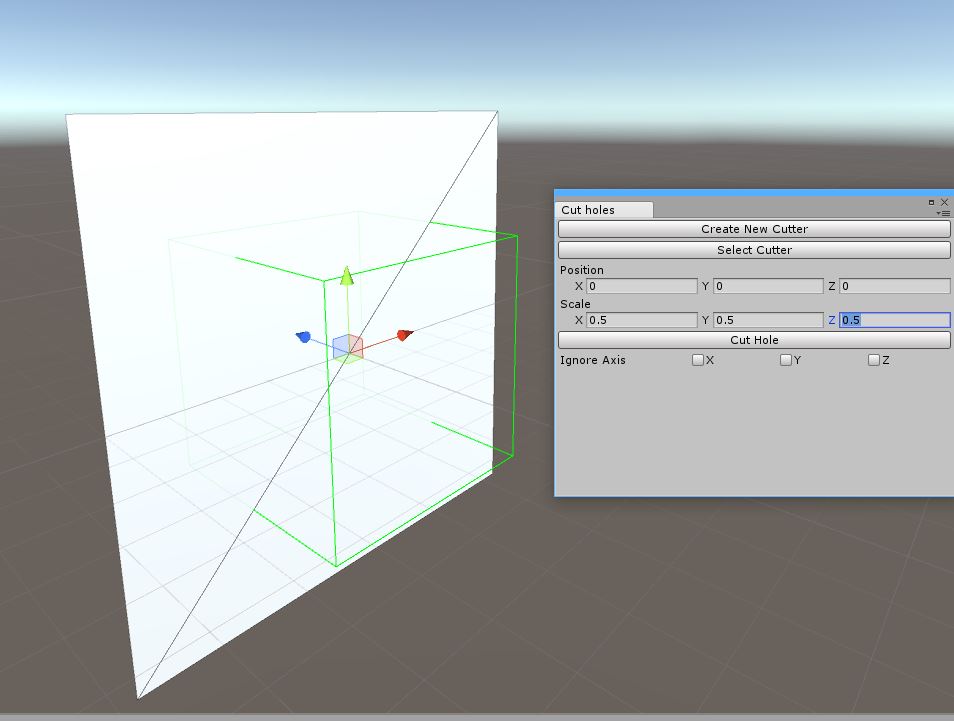 Cut holes
Create New Cutter
Select Cutter
Position
X 0 Y 0 Z 0
Scale
X 0.5 Y 0.5 Z 0.5
Cut Hole
Ignore Axis X Y Z